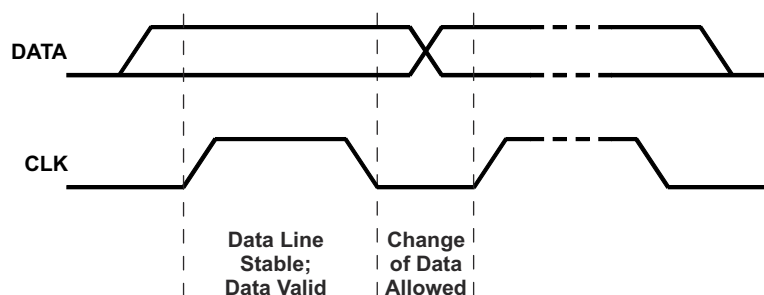 DATA
CLK
Data Line
Stable;
Data Valid
Change
of Data
Allowed